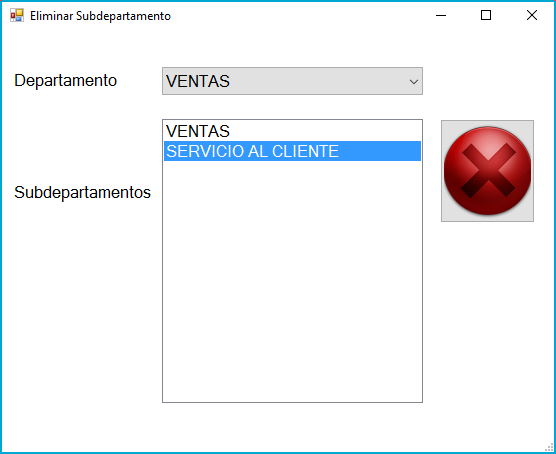 Eliminar Subdepartamento
Departamento
VENTAS
VENTAS
SERVICIO AL CLIENTE
Subdepartamentos